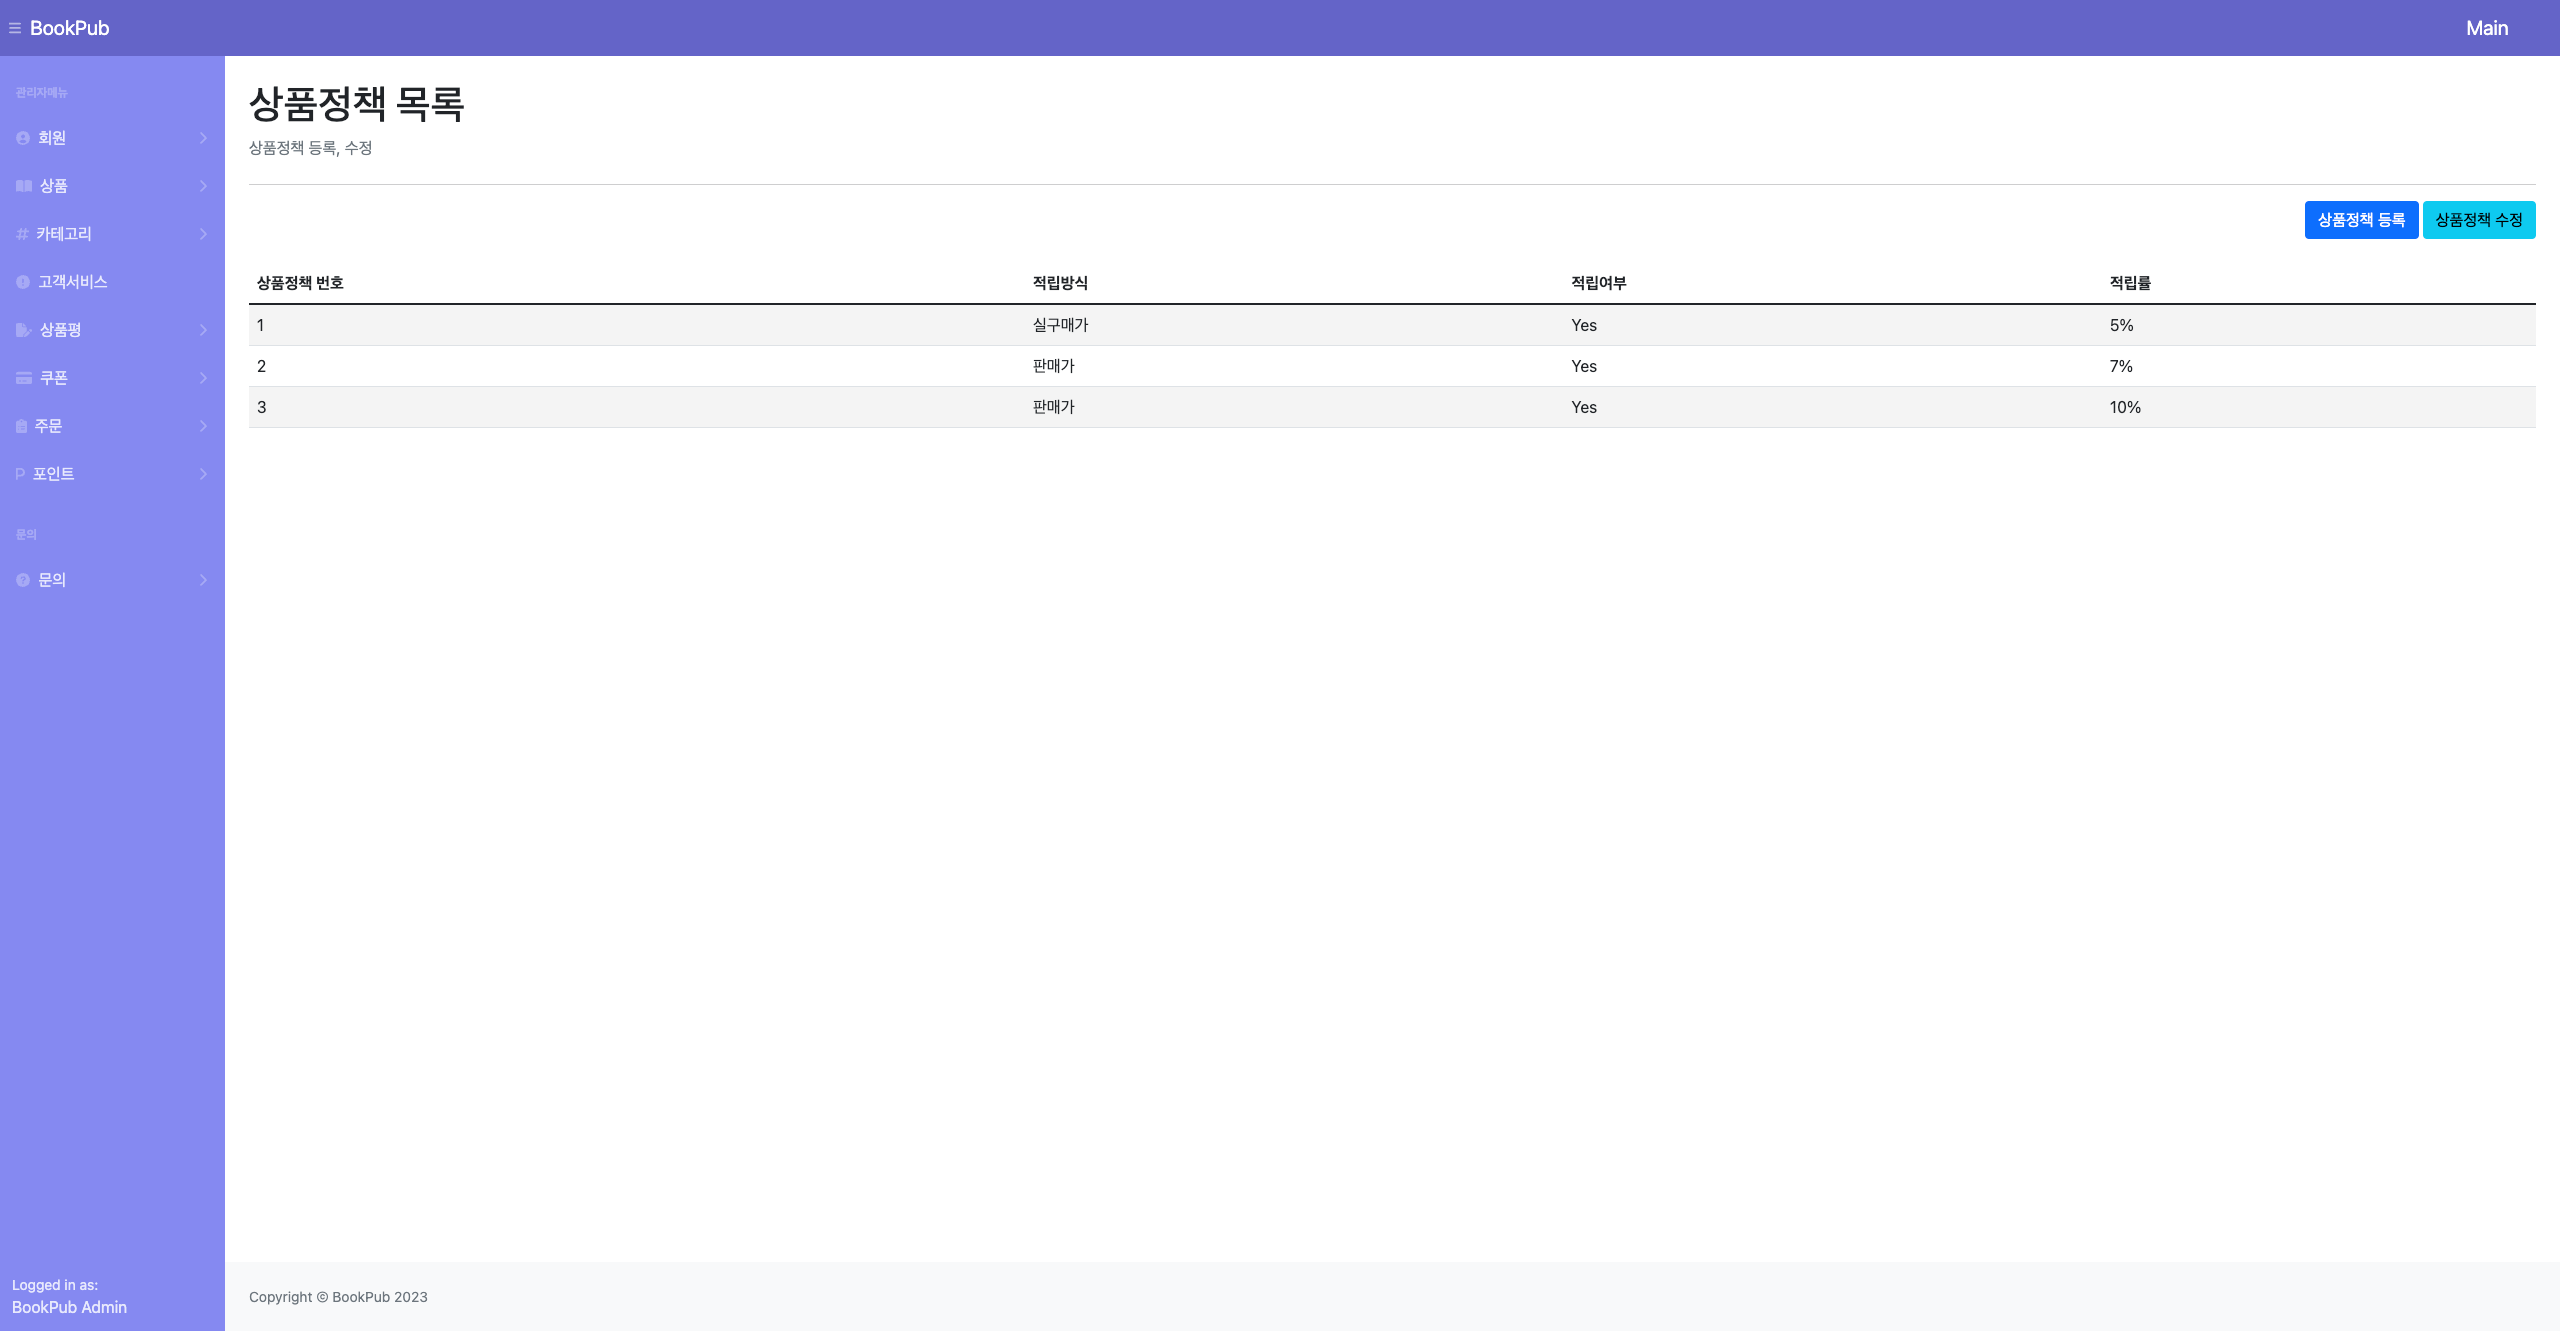 BookPub
Main
관리자메뉴
회원
상품
카테고리
고객서비스
상품평
쿠폰
주문
포인트
문의
문의
Logged in as:
BookPub Admin
상품정책 목록
상품정책 등록, 수정
상품정책 등록 상품정책 수정
상품정책 번호 적립방식 적립여부 적립률
1 실구매가 Yes 5%
2 판매가 Yes 7%
3 판매가 Yes 10%
Copyright © BookPub 2023